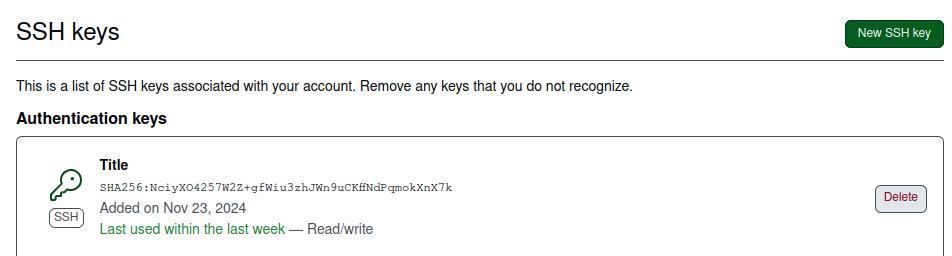 SSH keys
New SSH key
This is a list of SSH keys associated with your account. Remove any keys that you do not recognize.
Authentication keys
Title
SHA256:NciyXO4257W2Z+gfWiu3zhJWn9uCKffNdPqmokXnX7k
Added on Nov 23, 2024
SSH
Delete
Last used within the last week — Read/write